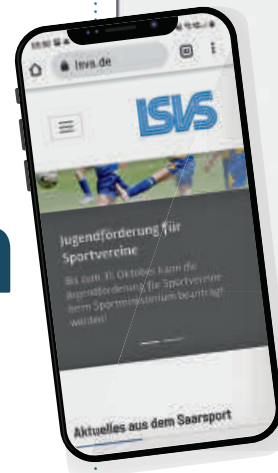 lsvs.de
LSVS
Jugendförderung für
Sportvereine
Bis zum 31. Oktober kann die
Jugendförderung für Sportvereine
beim Sportministerium beantragt
werden!
Aktuelles aus dem Saarsport